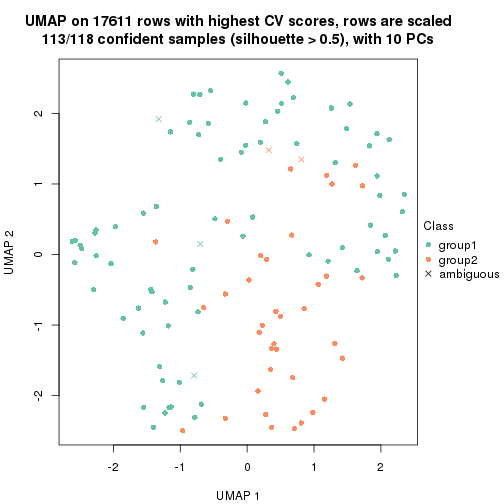 UMAP on 17611 rows with highest CV scores, rows are scaled
113/118 confident samples (silhouette > 0.5), with 10 PCs
2
1
0
-1
-2
UMAP 2
-2
-1
0
1
2
UMAP 1
Class
group1
group2
ambiguous